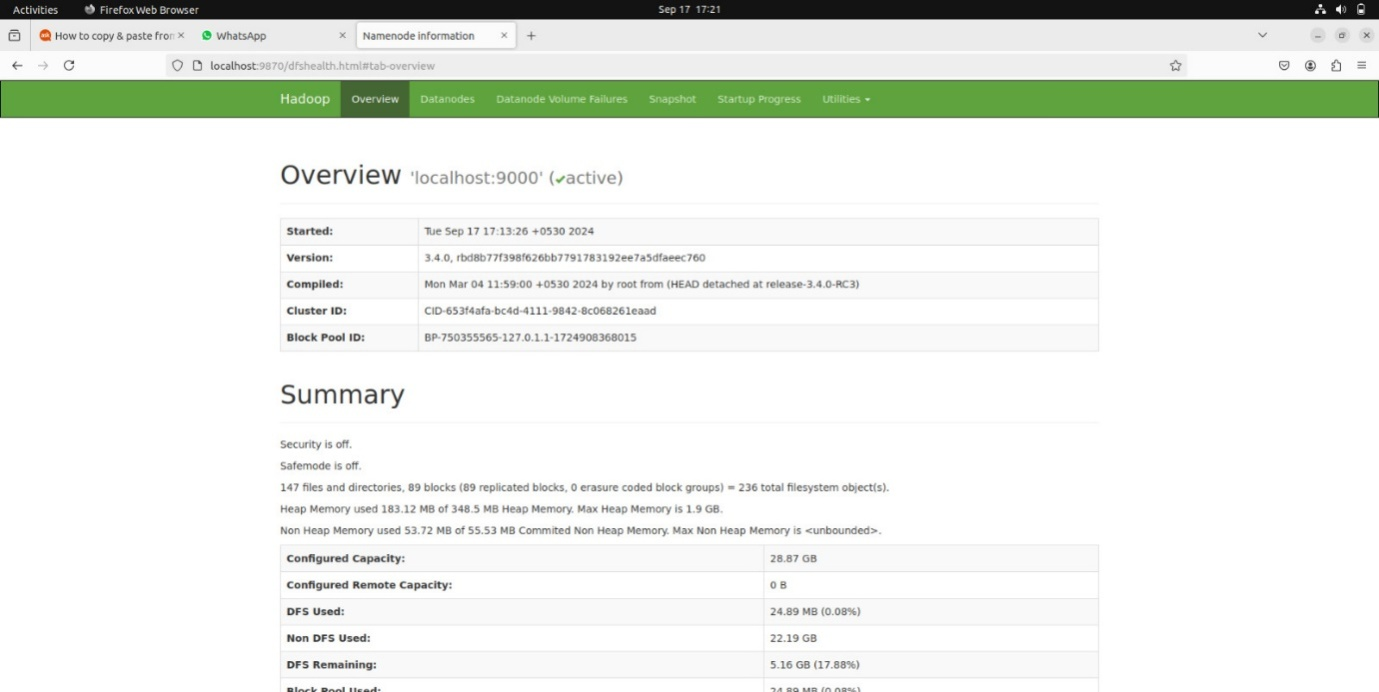 Activities Firefox Web Browser Sep 17 17:21
How to copy & paste from WhatsApp Namenode information
localhost:9870/dfshealth.html#tab-overview
Hadoop Overview Datanodes Datanode Volume Failures Snapshot Startup Progress Utilities
Overview 'localhost:9000' (✔active)
Started: Tue Sep 17 17:13:26 +0530 2024
Version: 3.4.0, rbd8b77f398f626bb7791783192ee7a5dfaeec760
Compiled: Mon Mar 04 11:59:00 +0530 2024 by root from (HEAD detached at release-3.4.0-RC3)
Cluster ID: CID-653f4afa-bc4d-4111-9842-8c068261eaad
Block Pool ID: BP-750355565-127.0.1.1-1724908368015
Summary
Security is off.
Safemode is off.
147 files and directories, 89 blocks (89 replicated blocks, 0 erasure coded block groups) = 236 total filesystem object(s).
Heap Memory used 183.12 MB of 348.5 MB Heap Memory. Max Heap Memory is 1.9 GB.
Non Heap Memory used 53.72 MB of 55.53 MB Commited Non Heap Memory. Max Non Heap Memory is <unbounded>.
Configured Capacity: 28.87 GB
Configured Remote Capacity: 0 B
DFS Used: 24.89 MB (0.08%)
Non DFS Used: 22.19 GB
DFS Remaining: 5.16 GB (17.88%)
Block Pool Used: 24.89 MB (0.08%)